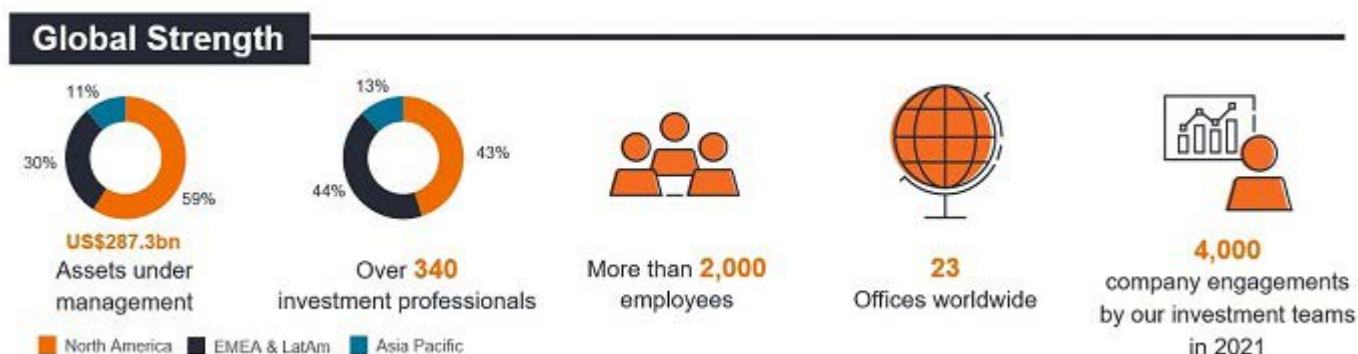 Global Strength
11%
30%
59%
US$287.3bn
Assets under
management
13%
43%
44%
Over 340
investment professionals
More than 2,000
employees
23
Offices worldwide
4,000
company engagements
by our investment teams
in 2021
North America EMEA & LatAm Asia Pacific